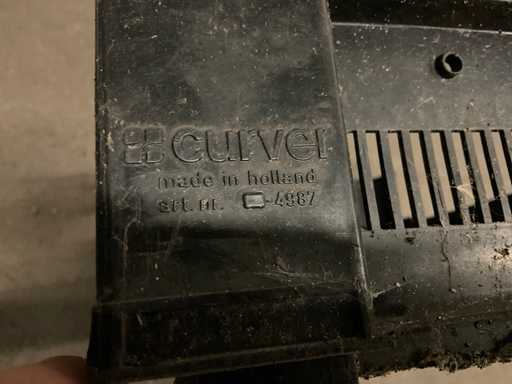 curver
made in holland
art. nr. 4987